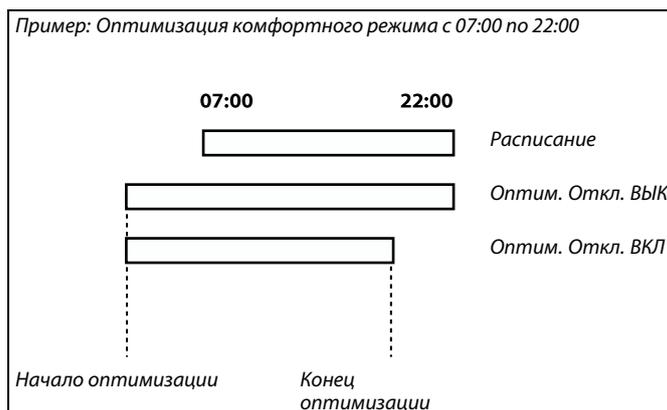 Пример: Оптимизация комфортного режима с 07:00 по 22:00
07:00 22:00
Расписание
Оптим. Откл. ВЫК
Оптим. Откл. ВКЛ
Начало оптимизации Конец
оптимизации